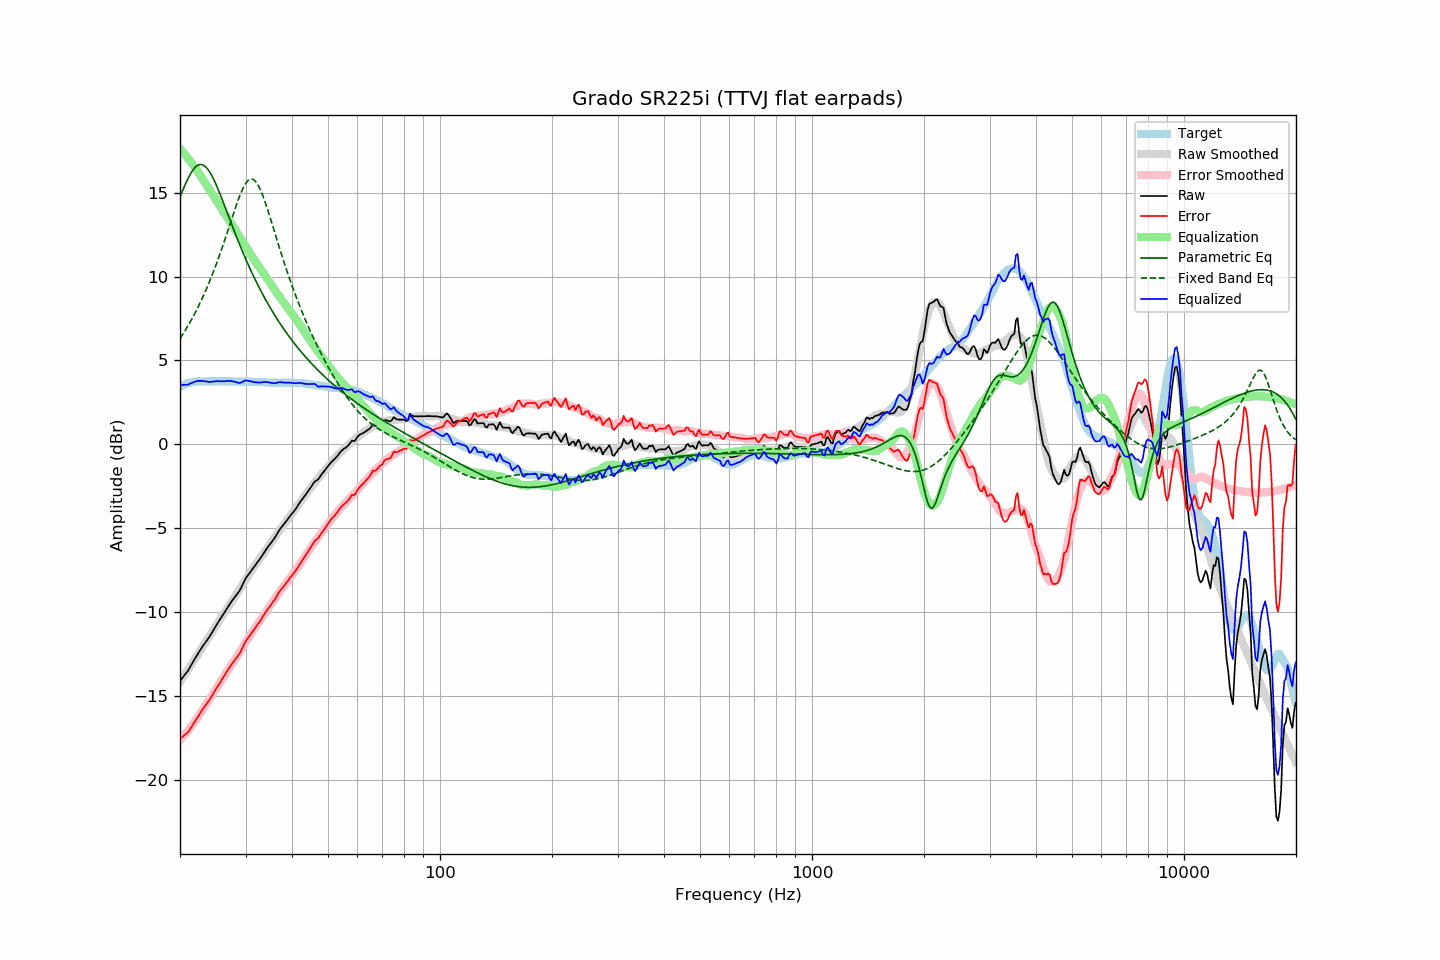 Grado SR225i (TTVJ flat earpads)
Target
Raw Smoothed
Error Smoothed
Raw
Error
Equalization
Parametric Eq
Fixed Band Eq
Equalized
Amplitude (dBr)
15
10
5
0
−5
−10
−15
−20
100
1000
10000
Frequency (Hz)